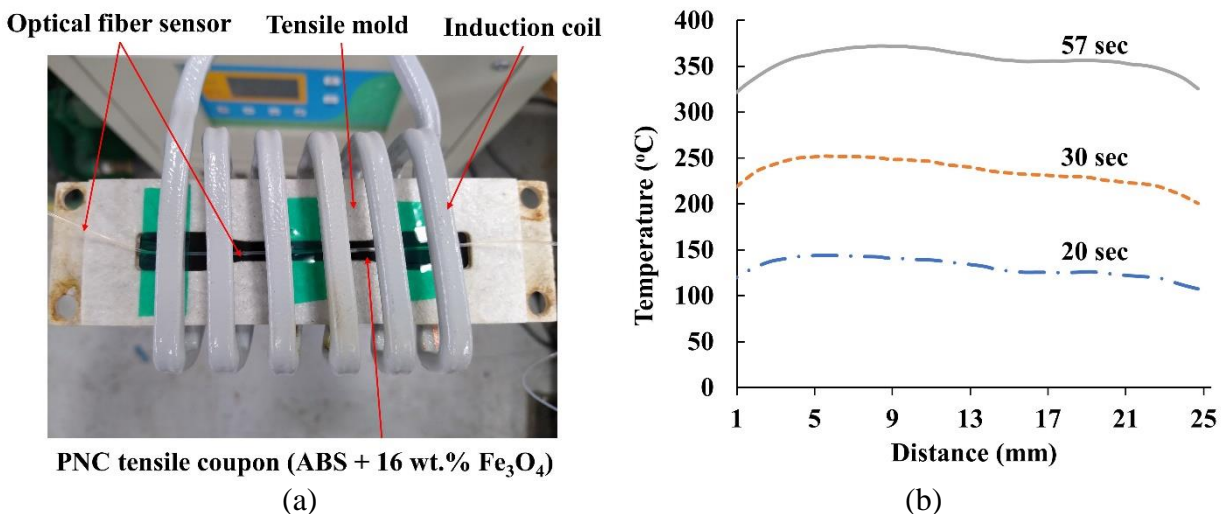 Optical fiber sensor
Tensile mold
Induction coil
PNC tensile coupon (ABS + 16 wt.% Fe₃O₄)
(a)
Temperature (°C)
400
350
300
250
200
150
100
50
0
57 sec
30 sec
20 sec
1 5 9 13 17 21 25
Distance (mm)
(b)